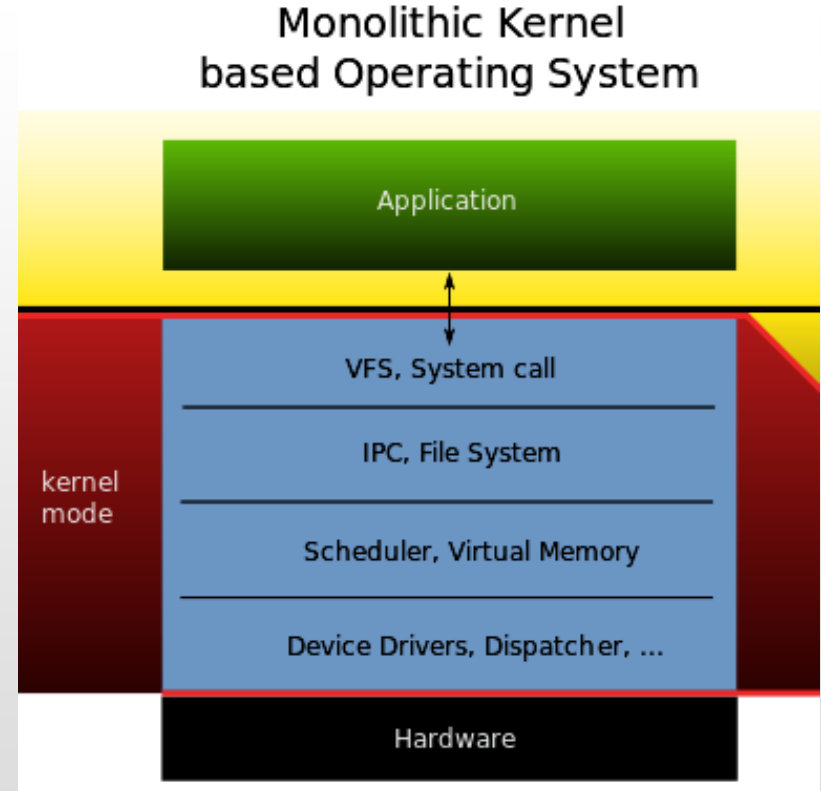 Monolithic Kernel
based Operating System
Application
VFS, System call
IPC, File System
kernel
mode
Scheduler, Virtual Memory
Device Drivers, Dispatcher, ...
Hardware